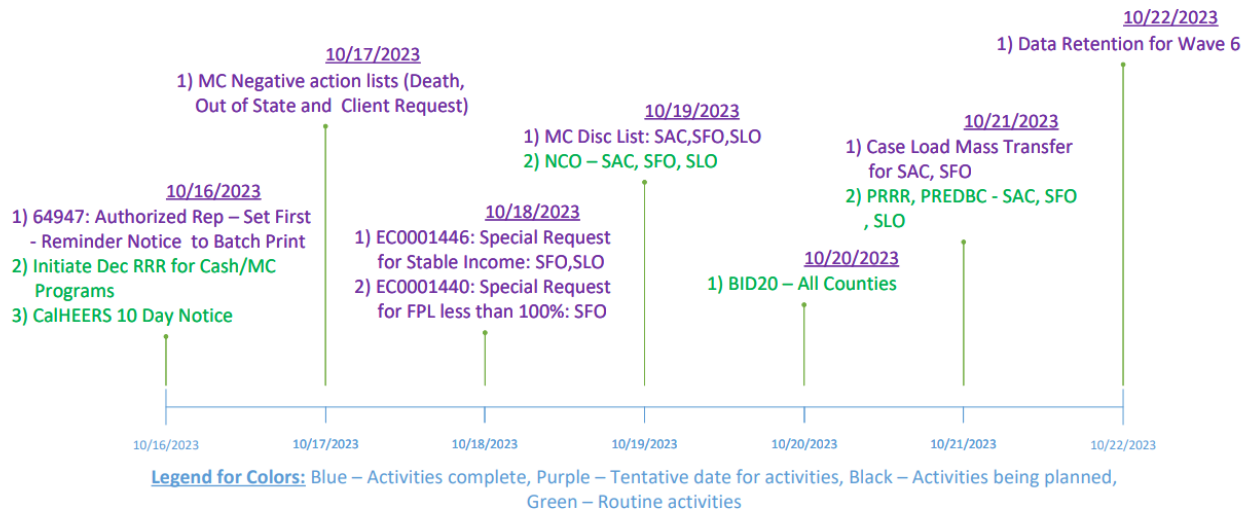 10/16/2023
1) 64947: Authorized Rep – Set First
- Reminder Notice to Batch Print
2) Initiate Dec RRR for Cash/MC
Programs
3) CalHEERS 10 Day Notice
10/17/2023
1) MC Negative action lists (Death,
Out of State and Client Request)
10/18/2023
1) EC0001446: Special Request
for Stable Income: SFO,SLO
2) EC0001440: Special Request
for FPL less than 100%: SFO
10/19/2023
1) MC Disc List: SAC,SFO,SLO
2) NCO – SAC, SFO, SLO
10/20/2023
1) BID20 – All Counties
10/21/2023
1) Case Load Mass Transfer
for SAC, SFO
2) PRRR, PREDBC - SAC, SFO
, SLO
10/22/2023
1) Data Retention for Wave 6
10/16/2023
10/17/2023
10/18/2023
10/19/2023
10/20/2023
10/21/2023
10/22/2023
Legend for Colors: Blue – Activities complete, Purple – Tentative date for activities, Black – Activities being planned,
Green – Routine activities